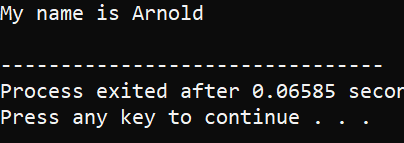 My name is Arnold
--------------------------------
Process exited after 0.06585 secon
Press any key to continue . . .